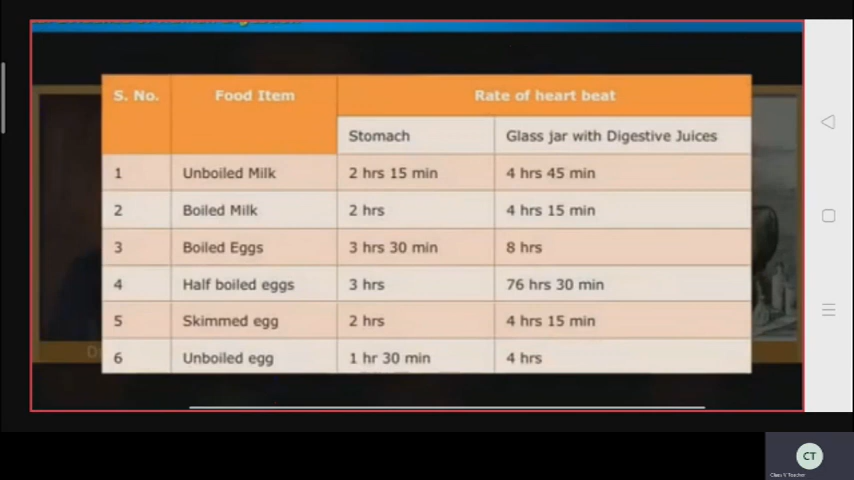 S. No. Food Item Rate of heart beat
Stomach Glass jar with Digestive Juices
1 Unboiled Milk 2 hrs 15 min 4 hrs 45 min
2 Boiled Milk 2 hrs 4 hrs 15 min
3 Boiled Eggs 3 hrs 30 min 8 hrs
4 Half boiled eggs 3 hrs 76 hrs 30 min
5 Skimmed egg 2 hrs 4 hrs 15 min
6 Unboiled egg 1 hr 30 min 4 hrs
CT
Class V Teacher